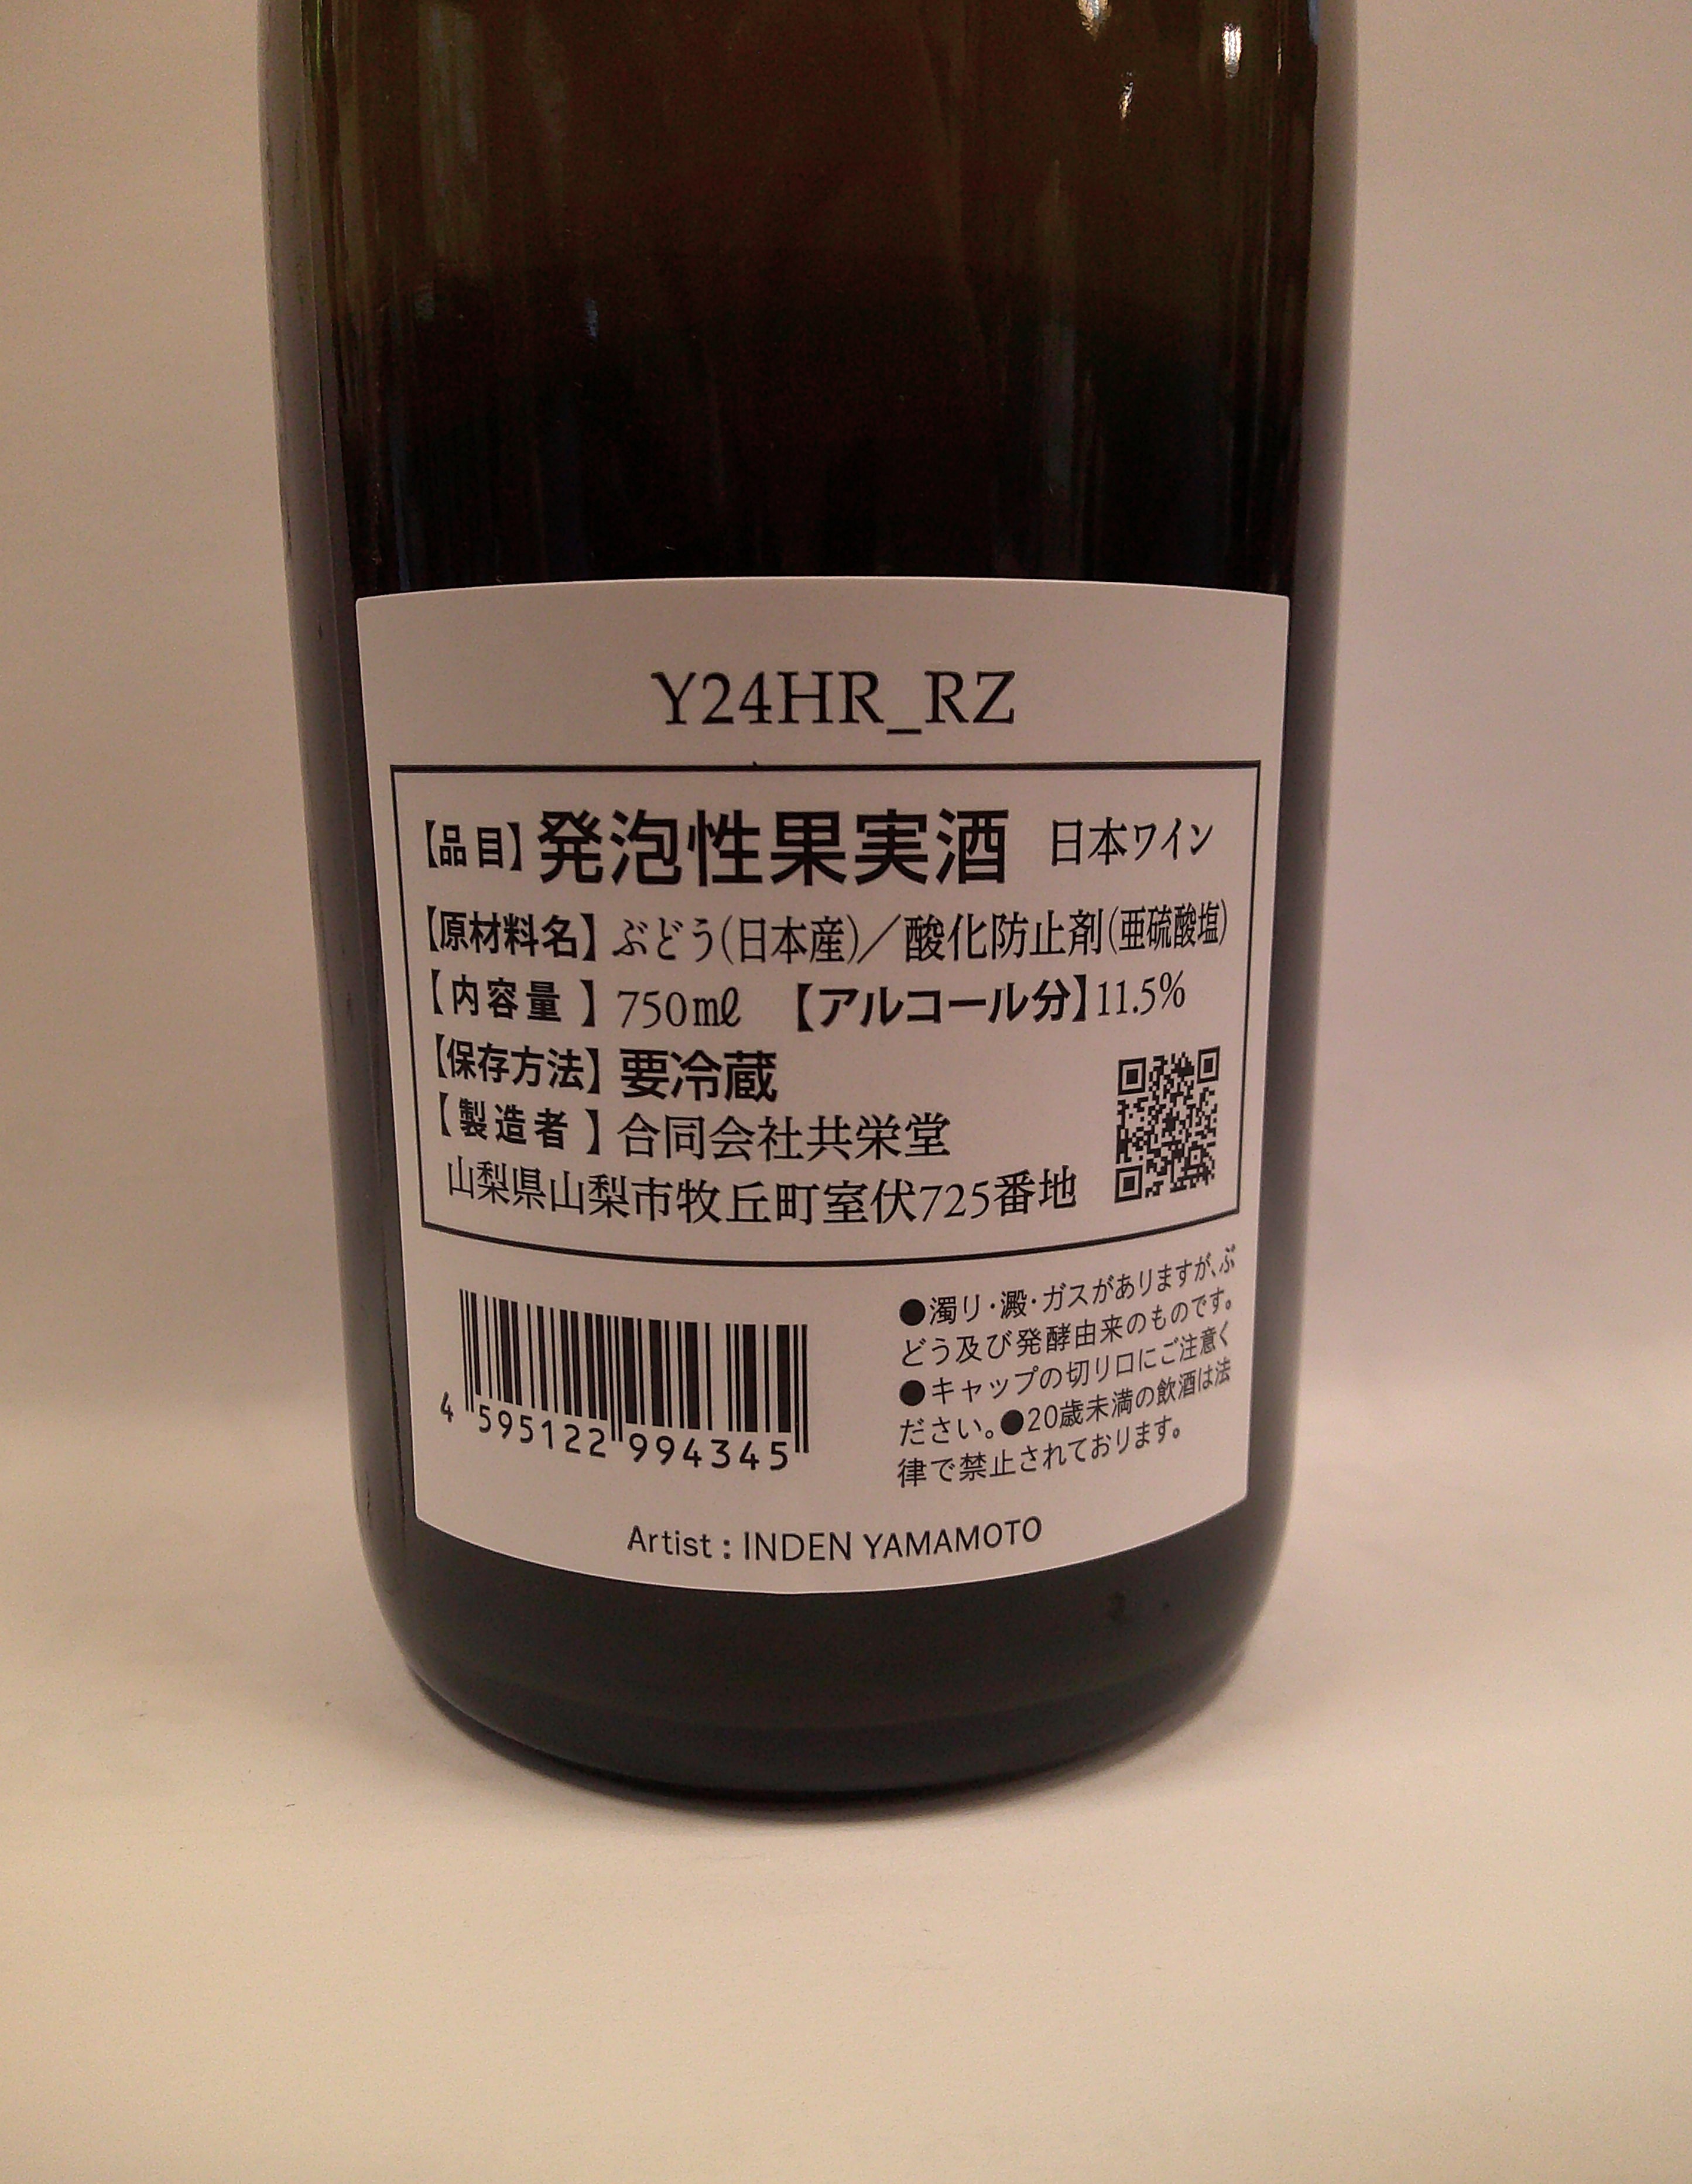 Y24HR_RZ
【品目】発泡性果実酒 日本ワイン
【原材料名】ぶどう(日本産)／酸化防止剤(亜硫酸塩)
【内容量】750㎖ 【アルコール分】11.5%
【保存方法】要冷蔵
【製造者】合同会社共栄堂
山梨県山梨市牧丘町室伏725番地
●濁り・澱・ガスがありますが、ぶ
どう及び発酵由来のものです。
●キャップの切り口にご注意く
ださい。●20歳未満の飲酒は法
律で禁止されております。
4 595122 994345
Artist : INDEN YAMAMOTO